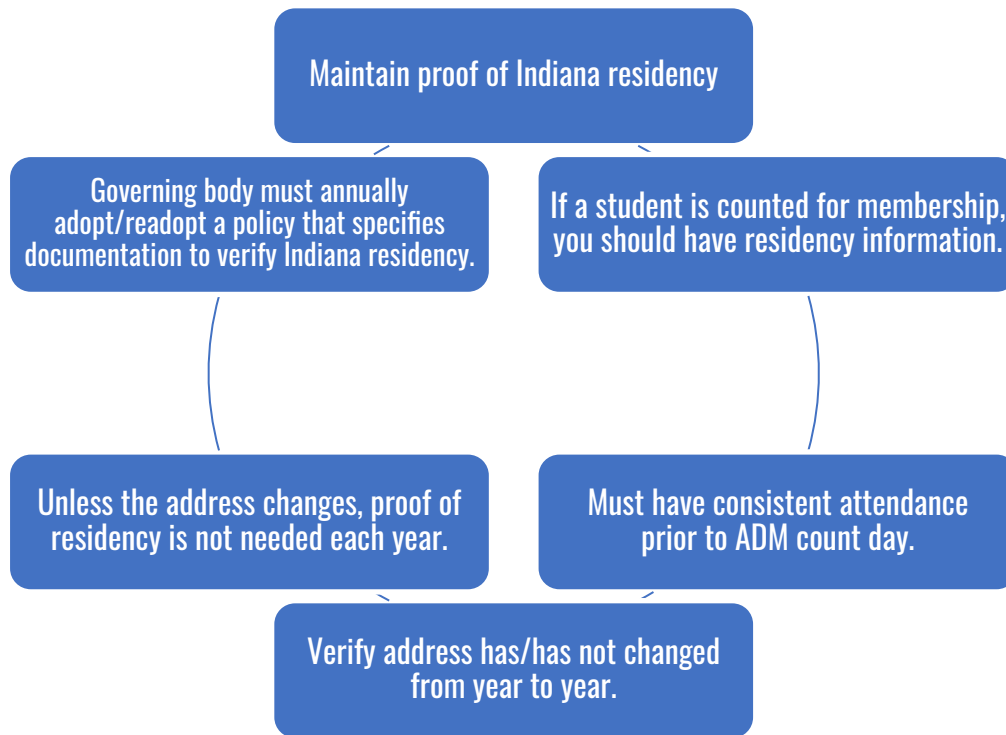 Maintain proof of Indiana residency
If a student is counted for membership,
you should have residency information.
Must have consistent attendance
prior to ADM count day.
Verify address has/has not changed
from year to year.
Unless the address changes, proof of
residency is not needed each year.
Governing body must annually
adopt/readopt a policy that specifies
documentation to verify Indiana residency.